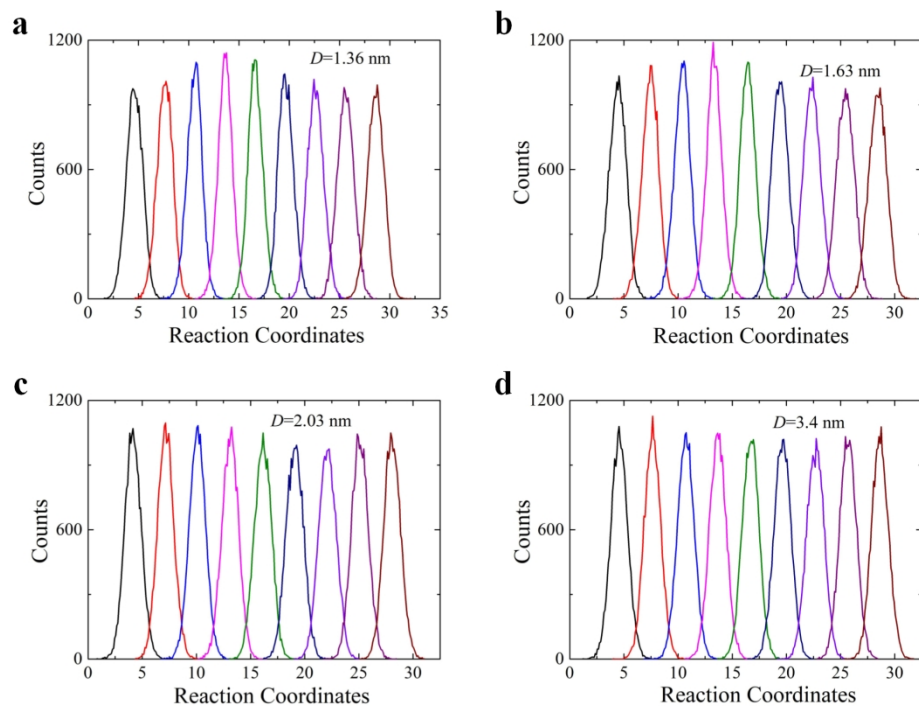 a
b
D=1.36 nm
D=1.63 nm
1200
600
0
Counts
0 5 10 15 20 25 30 35
Reaction Coordinates
1200
600
0
Counts
0 5 10 15 20 25 30
Reaction Coordinates
c
d
D=2.03 nm
D=3.4 nm
1200
600
0
Counts
0 5 10 15 20 25 30
Reaction Coordinates
1200
600
0
Counts
0 5 10 15 20 25 30
Reaction Coordinates